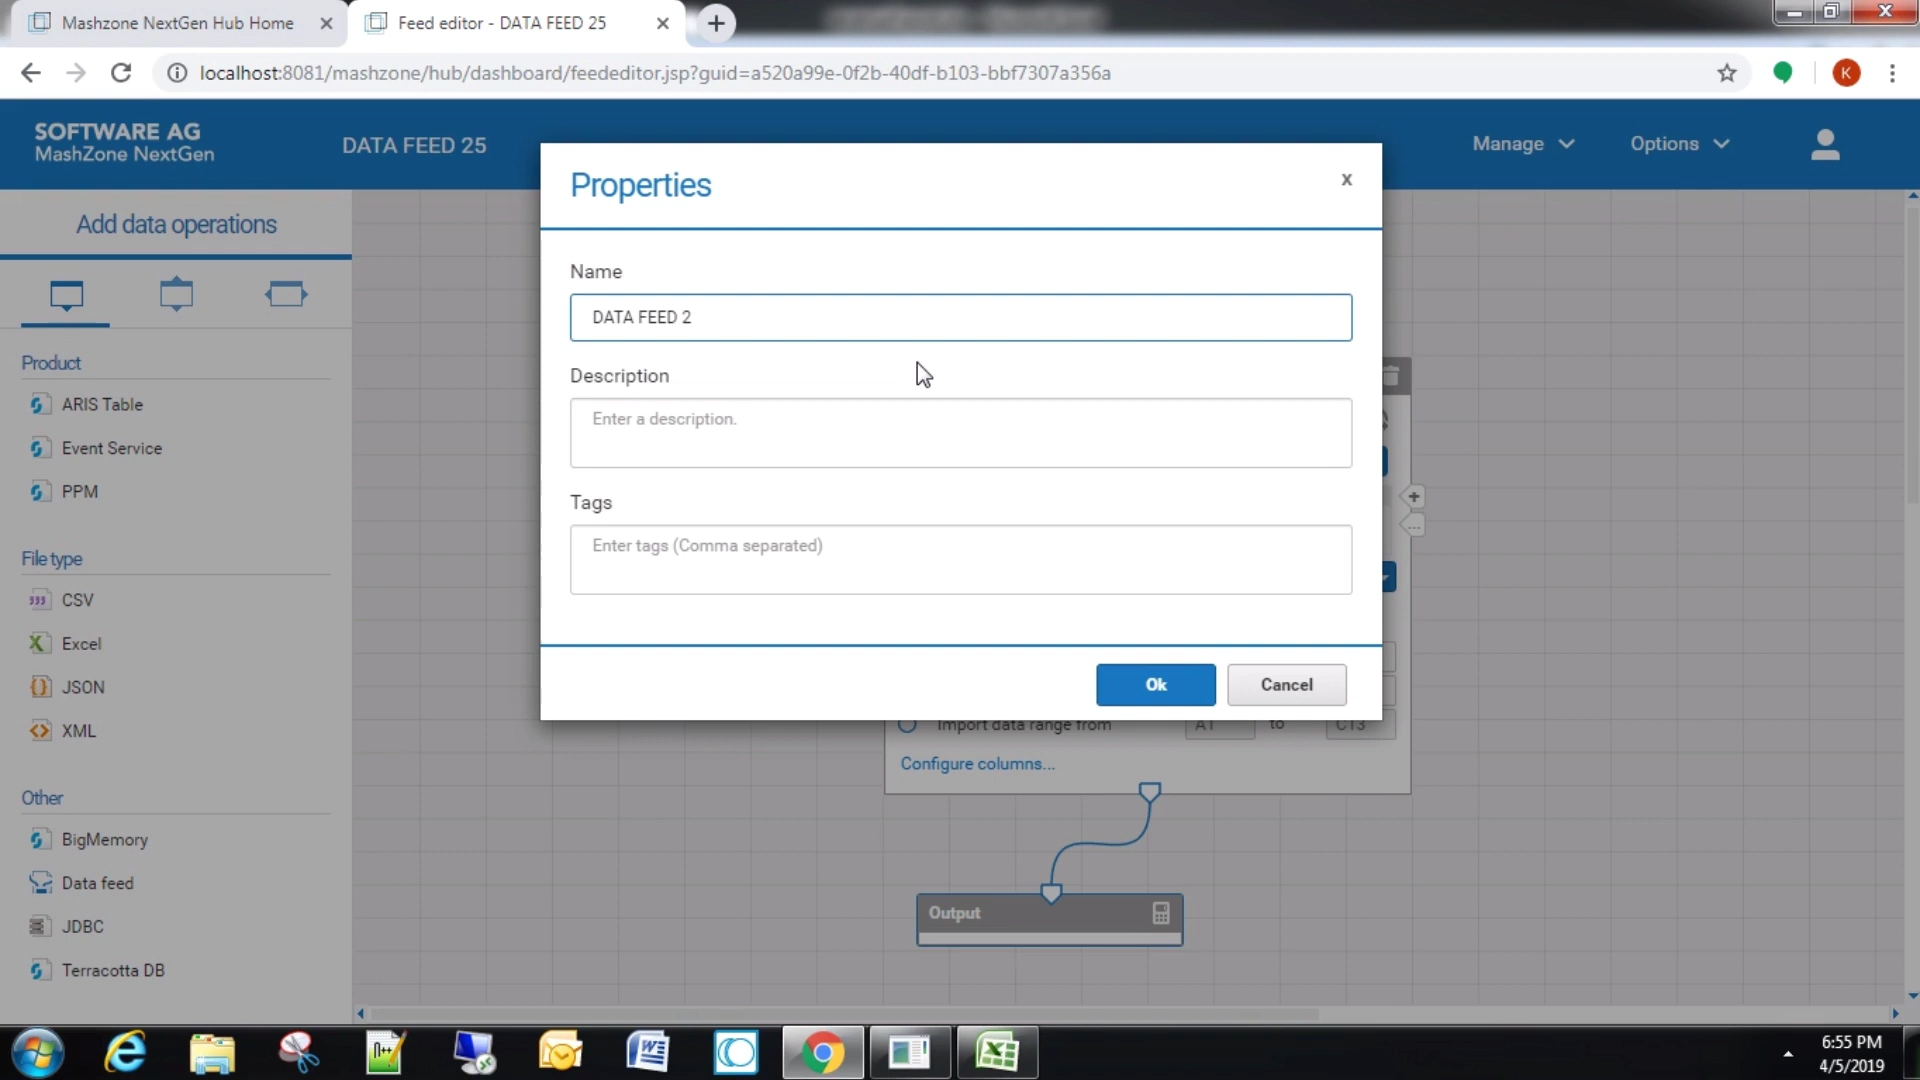 Mashzone NextGen Hub Home
Feed editor - DATA FEED 25
localhost:8081/mashzone/hub/dashboard/feededitor.jsp?guid=a520a99e-0f2b-40df-b103-bbf7307a356a
K
SOFTWARE AG
MashZone NextGen
DATA FEED 25
Manage
Options
Properties
x
Add data operations
Name
DATA FEED 2
Description
Enter a description.
Tags
Enter tags (Comma separated)
Ok
Cancel
Product
ARIS Table
Event Service
PPM
File type
CSV
Excel
JSON
XML
Other
BigMemory
Data feed
JDBC
Terracotta DB
Import data range from A1 to C13
Configure columns...
Output
6:55 PM
4/5/2019